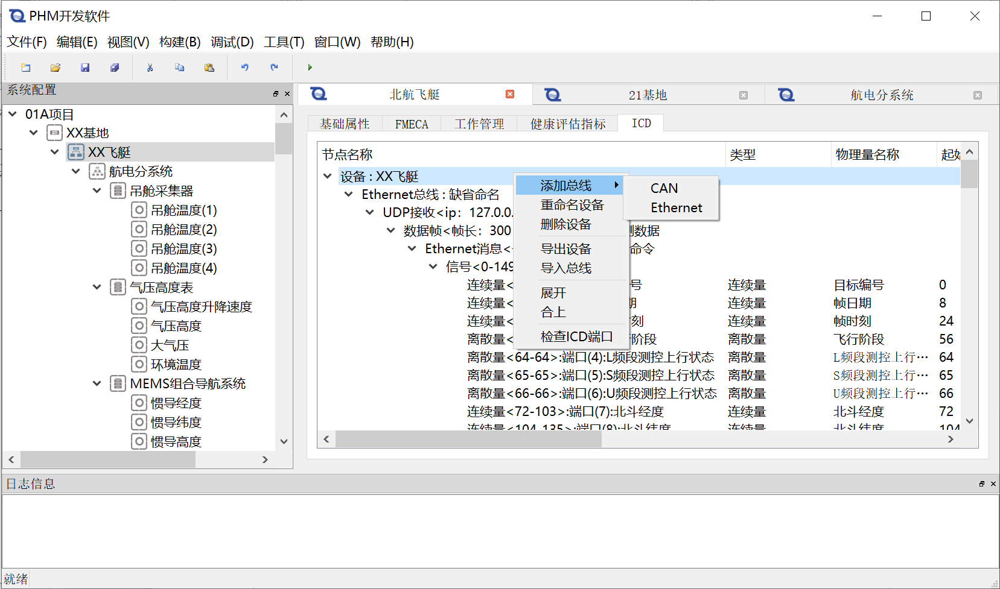 PHM开发软件
文件(F) 编辑(E) 视图(V) 构建(B) 调试(D) 工具(T) 窗口(W) 帮助(H)
系统配置
01A项目
XX基地
XX飞艇
航电分系统
吊舱采集器
吊舱温度(1)
吊舱温度(2)
吊舱温度(3)
吊舱温度(4)
气压高度表
气压高度升降速度
气压高度
大气压
环境温度
MEMS组合导航系统
惯导经度
惯导纬度
惯导高度
北航飞艇 21基地 航电分系统
基础属性 FMECA 工作管理 健康评估指标 ICD
节点名称 类型 物理量名称 起始
设备 : XX飞艇
Ethernet总线 : 缺省命名
UDP接收<ip：127.0.0.
数据帧<帧长：300 测数据
Ethernet消息< 命令
信号<0-149
连续量< 号 连续量 目标编号 0
连续量< 期 连续量 帧日期 8
连续量< 时刻 连续量 帧时刻 24
离散量< 行阶段 离散量 飞行阶段 56
离散量<64-64>:端口(4):L频段测控上行状态 离散量 L频段测控上行… 64
离散量<65-65>:端口(5):S频段测控上行状态 离散量 S频段测控上行… 65
离散量<66-66>:端口(6):U频段测控上行状态 离散量 U频段测控上行… 66
连续量<72-103>:端口(7):北斗经度 连续量 北斗经度 72
连续量<104-135>:端口(8):北斗纬度 连续量 北斗纬度 104
添加总线
重命名设备
删除设备
导出设备
导入总线
展开
合上
检查ICD端口
CAN
Ethernet
日志信息
就绪